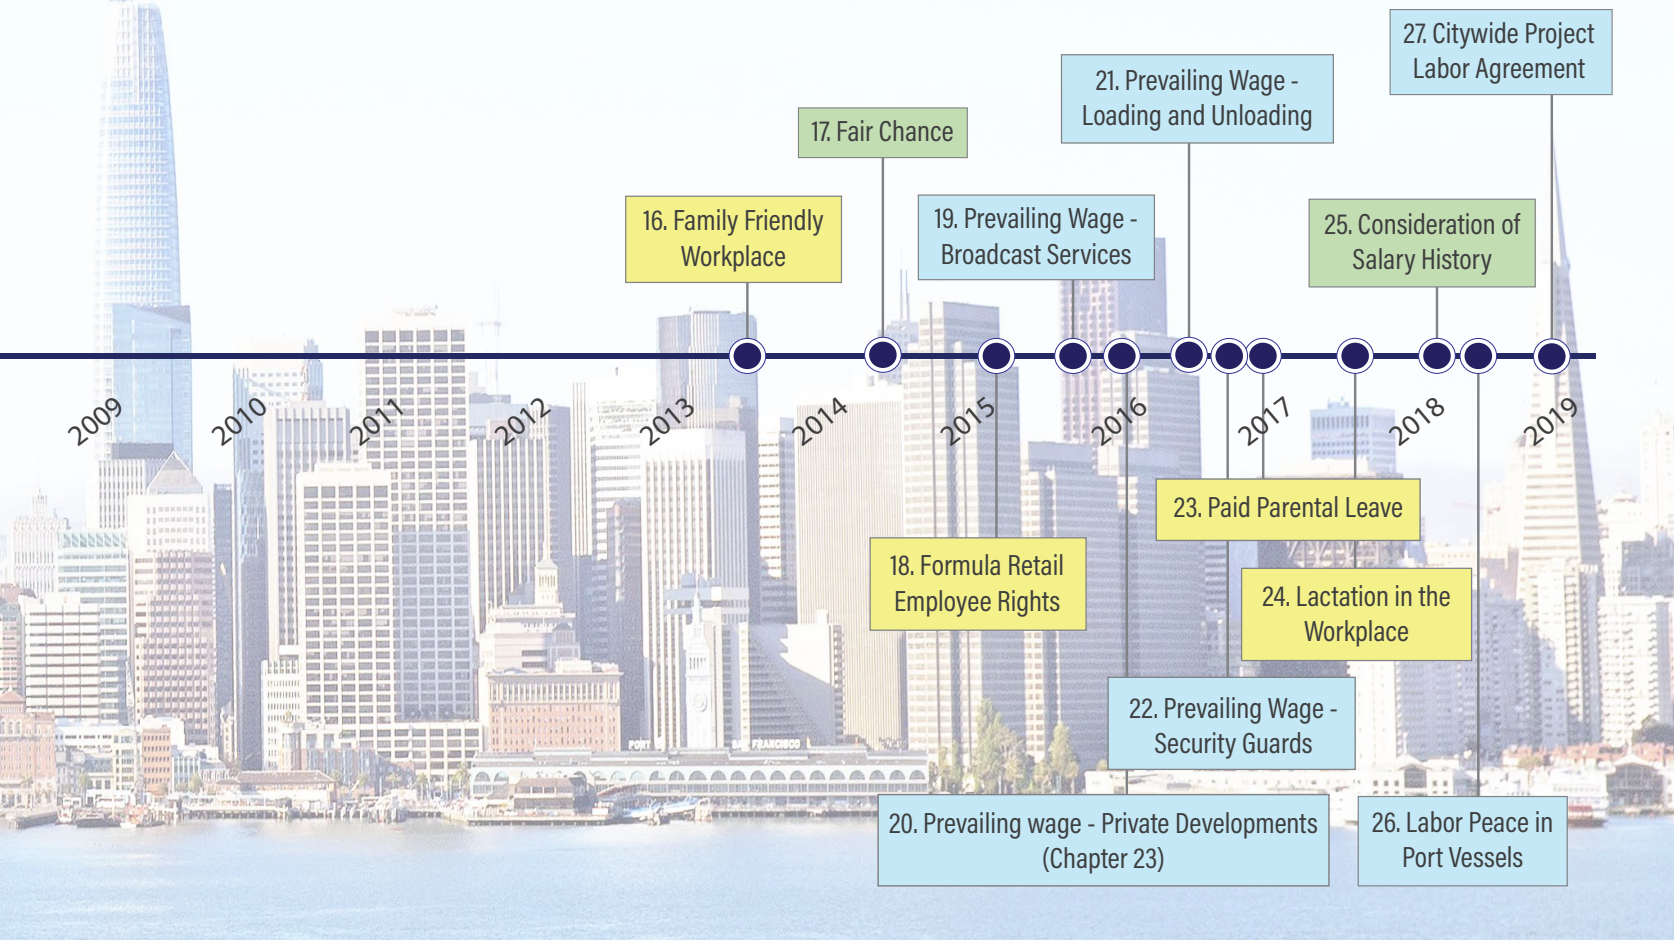 27. Citywide Project
Labor Agreement
21. Prevailing Wage -
Loading and Unloading
17. Fair Chance
16. Family Friendly
Workplace
19. Prevailing Wage -
Broadcast Services
25. Consideration of
Salary History
2009
2010
2011
2012
2013
2014
2015
2016
2017
2018
2019
23. Paid Parental Leave
18. Formula Retail
Employee Rights
24. Lactation in the
Workplace
22. Prevailing Wage -
Security Guards
PORT
SAN FRANCISCO
20. Prevailing wage - Private Developments
(Chapter 23)
26. Labor Peace in
Port Vessels